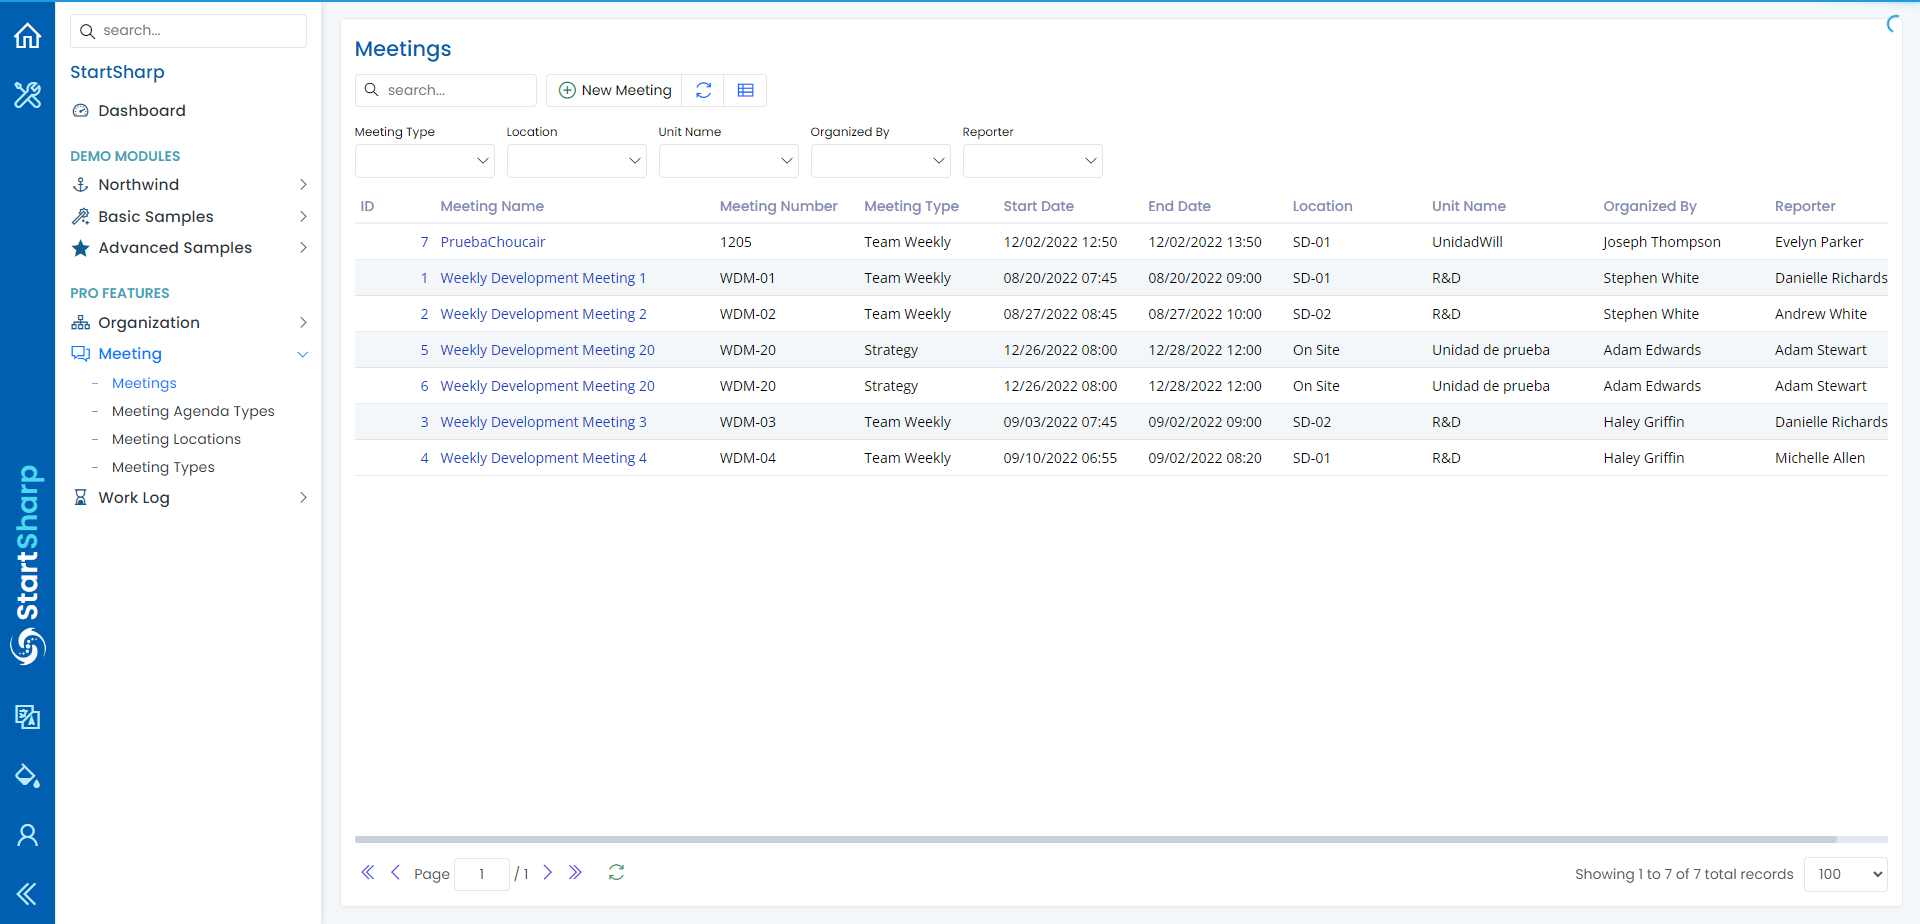 search...
StartSharp
Dashboard
DEMO MODULES
Northwind
Basic Samples
Advanced Samples
PRO FEATURES
Organization
Meeting
- Meetings
- Meeting Agenda Types
- Meeting Locations
- Meeting Types
Work Log
StartSharp
Meetings
search...
New Meeting
Meeting Type Location Unit Name Organized By Reporter
ID Meeting Name Meeting Number Meeting Type Start Date End Date Location Unit Name Organized By Reporter
7 PruebaChoucair 1205 Team Weekly 12/02/2022 12:50 12/02/2022 13:50 SD-01 UnidadWill Joseph Thompson Evelyn Parker
1 Weekly Development Meeting 1 WDM-01 Team Weekly 08/20/2022 07:45 08/20/2022 09:00 SD-01 R&D Stephen White Danielle Richards
2 Weekly Development Meeting 2 WDM-02 Team Weekly 08/27/2022 08:45 08/27/2022 10:00 SD-02 R&D Stephen White Andrew White
5 Weekly Development Meeting 20 WDM-20 Strategy 12/26/2022 08:00 12/28/2022 12:00 On Site Unidad de prueba Adam Edwards Adam Stewart
6 Weekly Development Meeting 20 WDM-20 Strategy 12/26/2022 08:00 12/28/2022 12:00 On Site Unidad de prueba Adam Edwards Adam Stewart
3 Weekly Development Meeting 3 WDM-03 Team Weekly 09/03/2022 07:45 09/02/2022 09:00 SD-02 R&D Haley Griffin Danielle Richards
4 Weekly Development Meeting 4 WDM-04 Team Weekly 09/10/2022 06:55 09/02/2022 08:20 SD-01 R&D Haley Griffin Michelle Allen
Page 1 / 1
Showing 1 to 7 of 7 total records 100